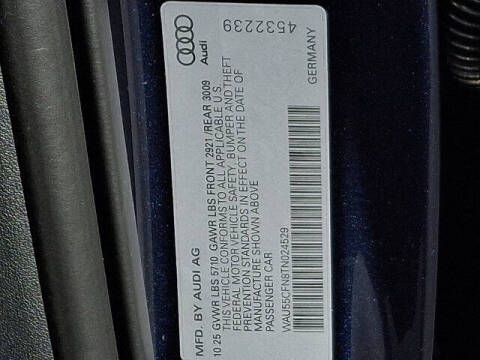 Audi
4532239
MFD. BY AUDI AG
10 25 GVWR LBS 5710 GAWR LBS FRONT 2921 /REAR 3009
THIS VEHICLE CONFORMS TO ALL APPLICABLE U.S.
FEDERAL MOTOR VEHICLE SAFETY, BUMPER AND THEFT
PREVENTION STANDARDS IN EFFECT ON THE DATE OF
MANUFACTURE SHOWN ABOVE
PASSENGER CAR
WAU55CFN8TN024529
GERMANY